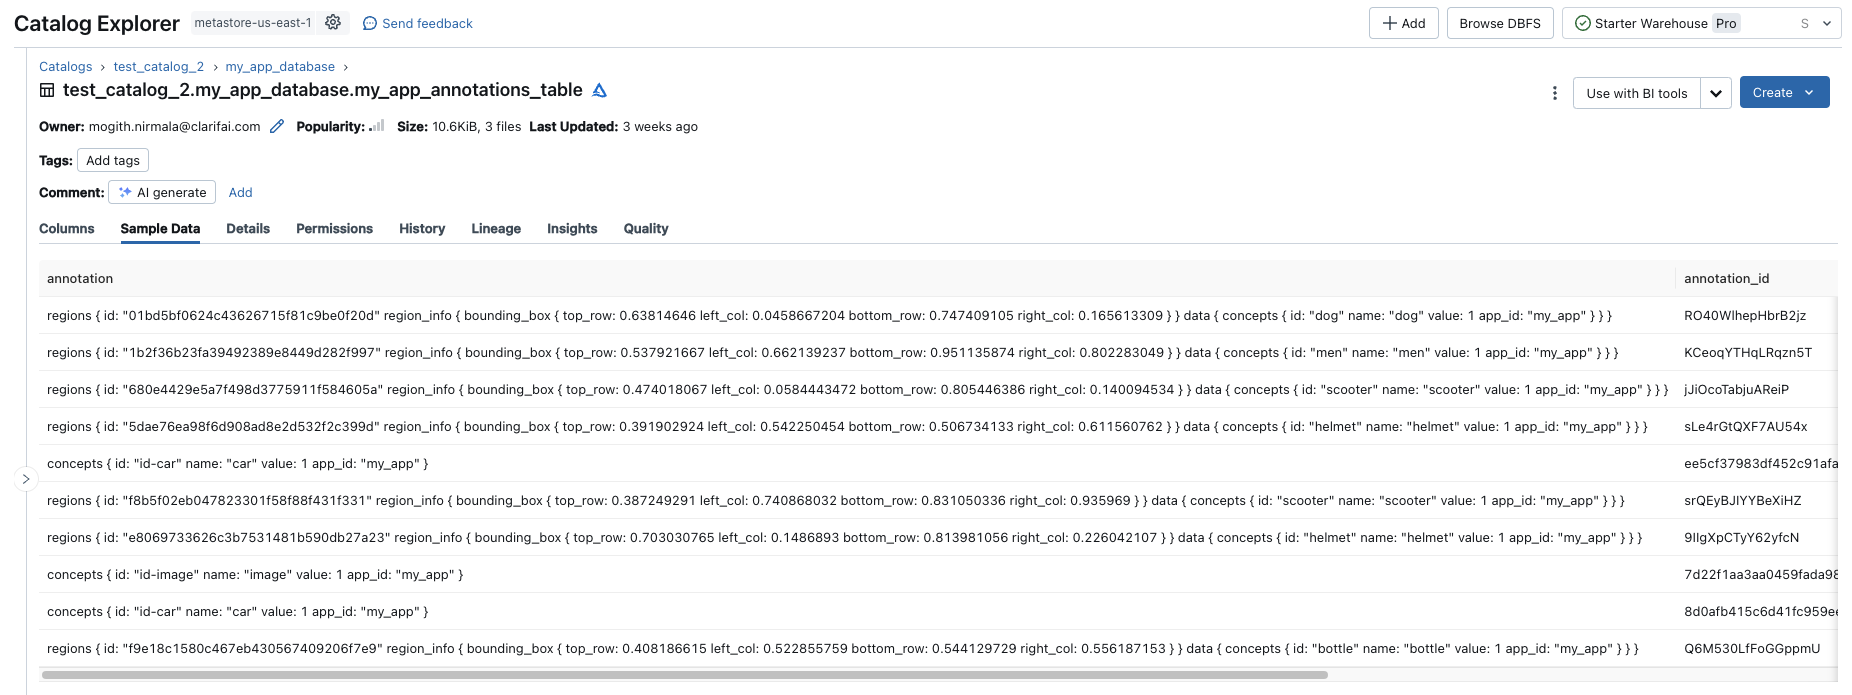 Catalog Explorer metastore-us-east-1 Send feedback Add Browse DBFS Starter Warehouse Pro S
Catalogs > test_catalog_2 > my_app_database >
test_catalog_2.my_app_database.my_app_annotations_table Use with BI tools Create
Owner: mogith.nirmala@clarifai.com Popularity: Size: 10.6KiB, 3 files Last Updated: 3 weeks ago
Tags: Add tags
Comment: AI generate Add
Columns Sample Data Details Permissions History Lineage Insights Quality
annotation annotation_id
regions { id: "01bd5bf0624c43626715f81c9be0f20d" region_info { bounding_box { top_row: 0.63814646 left_col: 0.0458667204 bottom_row: 0.747409105 right_col: 0.165613309 } } data { concepts { id: "dog" name: "dog" value: 1 app_id: "my_app" } } } RO40WlhepHbrB2jz
regions { id: "1b2f36b23fa39492389e8449d282f997" region_info { bounding_box { top_row: 0.537921667 left_col: 0.662139237 bottom_row: 0.951135874 right_col: 0.802283049 } } data { concepts { id: "men" name: "men" value: 1 app_id: "my_app" } } } KCeoqYTHqLRqzn5T
regions { id: "680e4429e5a7f498d3775911f584605a" region_info { bounding_box { top_row: 0.474018067 left_col: 0.0584443472 bottom_row: 0.805446386 right_col: 0.140094534 } } data { concepts { id: "scooter" name: "scooter" value: 1 app_id: "my_app" } } } jJiOcoTabjuAReiP
regions { id: "5dae76ea98f6d908ad8e2d532f2c399d" region_info { bounding_box { top_row: 0.391902924 left_col: 0.542250454 bottom_row: 0.506734133 right_col: 0.611560762 } } data { concepts { id: "helmet" name: "helmet" value: 1 app_id: "my_app" } } } sLe4rGtQXF7AU54x
concepts { id: "id-car" name: "car" value: 1 app_id: "my_app" } ee5cf37983df452c91afa
regions { id: "f8b5f02eb047823301f58f88f431f331" region_info { bounding_box { top_row: 0.387249291 left_col: 0.740868032 bottom_row: 0.831050336 right_col: 0.935969 } } data { concepts { id: "scooter" name: "scooter" value: 1 app_id: "my_app" } } } srQEyBJIYYBeXiHZ
regions { id: "e8069733626c3b7531481b590db27a23" region_info { bounding_box { top_row: 0.703030765 left_col: 0.1486893 bottom_row: 0.813981056 right_col: 0.226042107 } } data { concepts { id: "helmet" name: "helmet" value: 1 app_id: "my_app" } } } 9IIgXpCTyY62yfcN
concepts { id: "id-image" name: "image" value: 1 app_id: "my_app" } 7d22f1aa3aa0459fada98
concepts { id: "id-car" name: "car" value: 1 app_id: "my_app" } 8d0afb415c6d41fc959ee
regions { id: "f9e18c1580c467eb430567409206f7e9" region_info { bounding_box { top_row: 0.408186615 left_col: 0.522855759 bottom_row: 0.544129729 right_col: 0.556187153 } } data { concepts { id: "bottle" name: "bottle" value: 1 app_id: "my_app" } } } Q6M530LfFoGGppmU